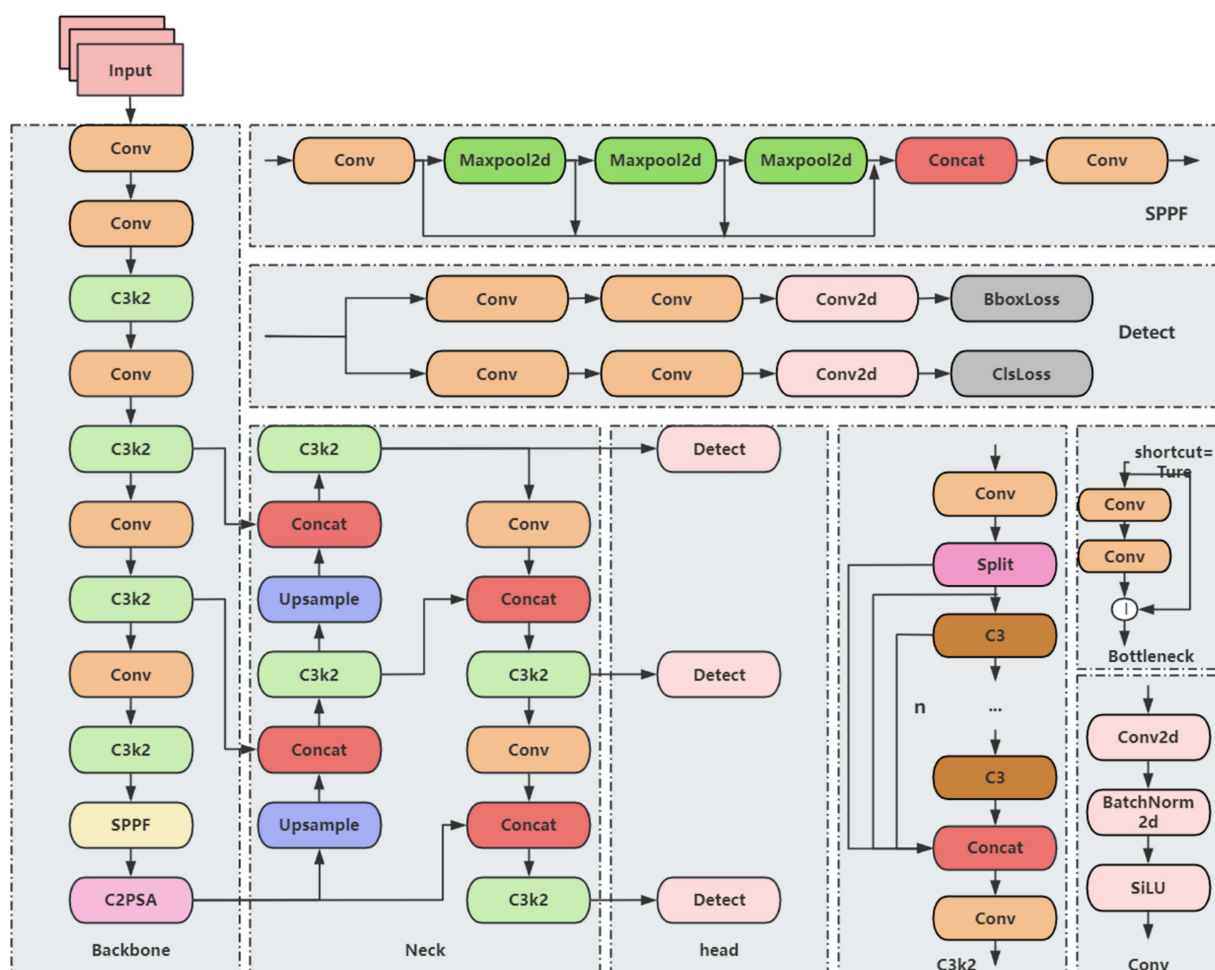 Input
Conv
Conv
C3k2
Conv
C3k2
Conv
C3k2
Conv
C3k2
SPPF
C2PSA
Backbone
Conv
Maxpool2d
Maxpool2d
Maxpool2d
Concat
Conv
SPPF
Conv
Conv
Conv2d
BboxLoss
Detect
Conv
Conv
Conv2d
ClsLoss
C3k2
Concat
Upsample
C3k2
Concat
Upsample
Conv
Concat
C3k2
Conv
Concat
C3k2
Neck
Detect
Detect
Detect
head
Conv
Split
C3
n
...
C3
Concat
Conv
C3k2
shortcut=
Ture
Conv
Conv
Bottleneck
Conv2d
BatchNorm
2d
SiLU
Conv